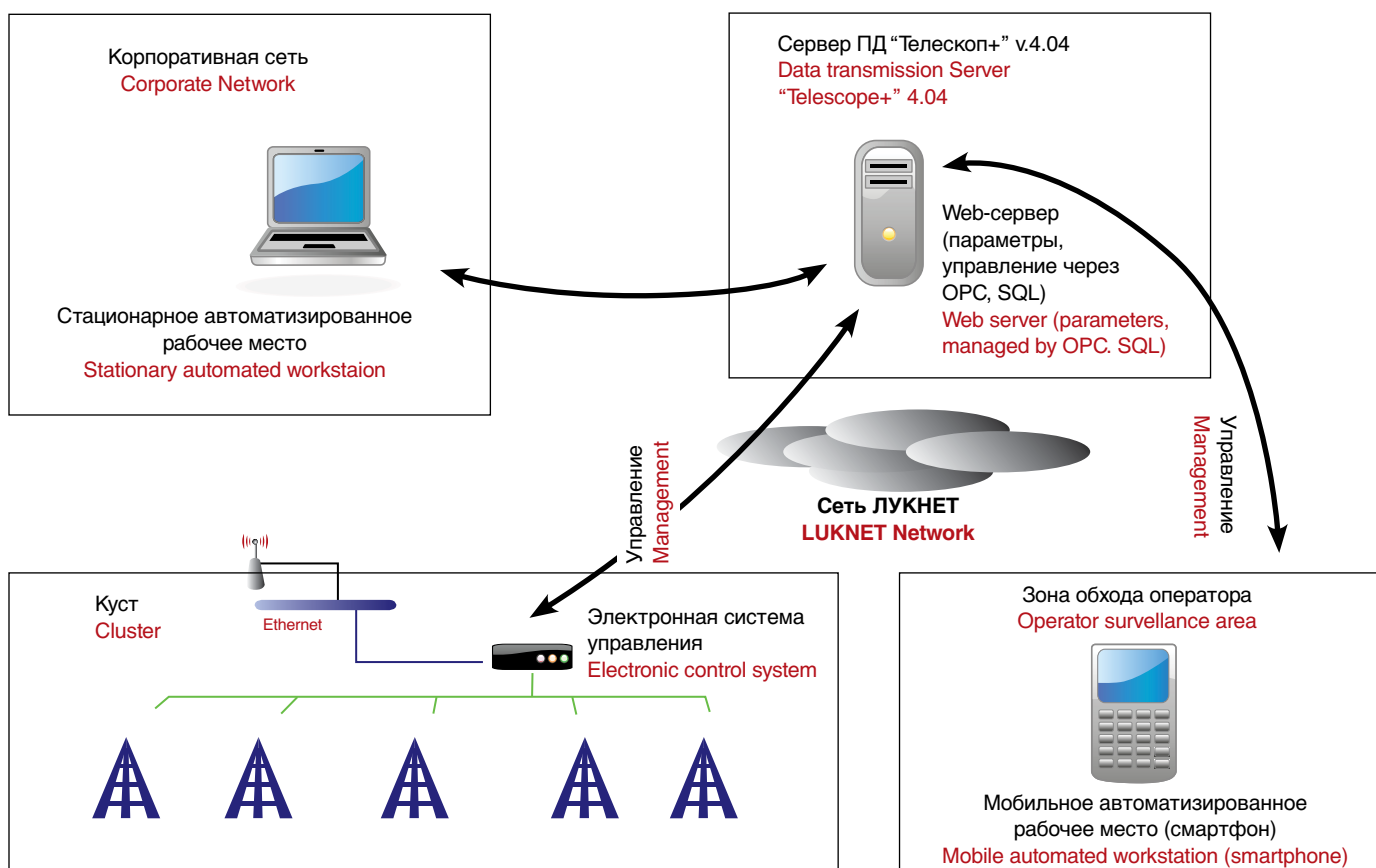 Корпоративная сеть
Corporate Network
Стационарное автоматизированное
рабочее место
Stationary automated workstaion
Сервер ПД “Телескоп+” v.4.04
Data transmission Server
“Telescope+” 4.04
Web-сервер
(параметры,
управление через
OPC, SQL)
Web server (parameters,
managed by OPC. SQL)
Управление
Management
Сеть ЛУКНЕТ
LUKNET Network
Управление
Management
Куст
Cluster
Ethernet
Электронная система
управления
Electronic control system
Зона обхода оператора
Operator survellance area
Мобильное автоматизированное
рабочее место (смартфон)
Mobile automated workstation (smartphone)